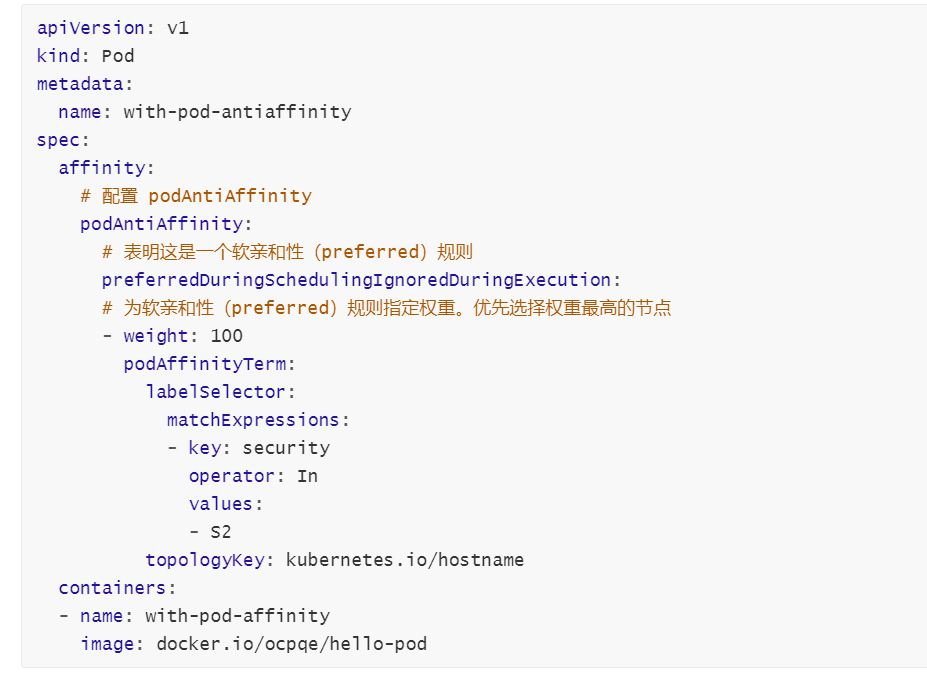 apiVersion: v1
kind: Pod
metadata:
  name: with-pod-antiaffinity
spec:
  affinity:
    # 配置 podAntiAffinity
    podAntiAffinity:
      # 表明这是一个软亲和性（preferred）规则
      preferredDuringSchedulingIgnoredDuringExecution:
      # 为软亲和性（preferred）规则指定权重。优先选择权重最高的节点
      - weight: 100
        podAffinityTerm:
          labelSelector:
            matchExpressions:
            - key: security
              operator: In
              values:
              - S2
          topologyKey: kubernetes.io/hostname
  containers:
  - name: with-pod-affinity
    image: docker.io/ocpqe/hello-pod